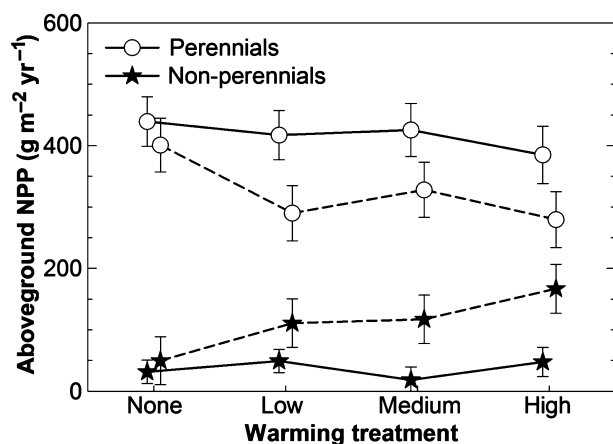 600
400
200
0
Aboveground NPP (g m⁻² yr⁻¹)
Perennials
Non-perennials
None Low Medium High
Warming treatment